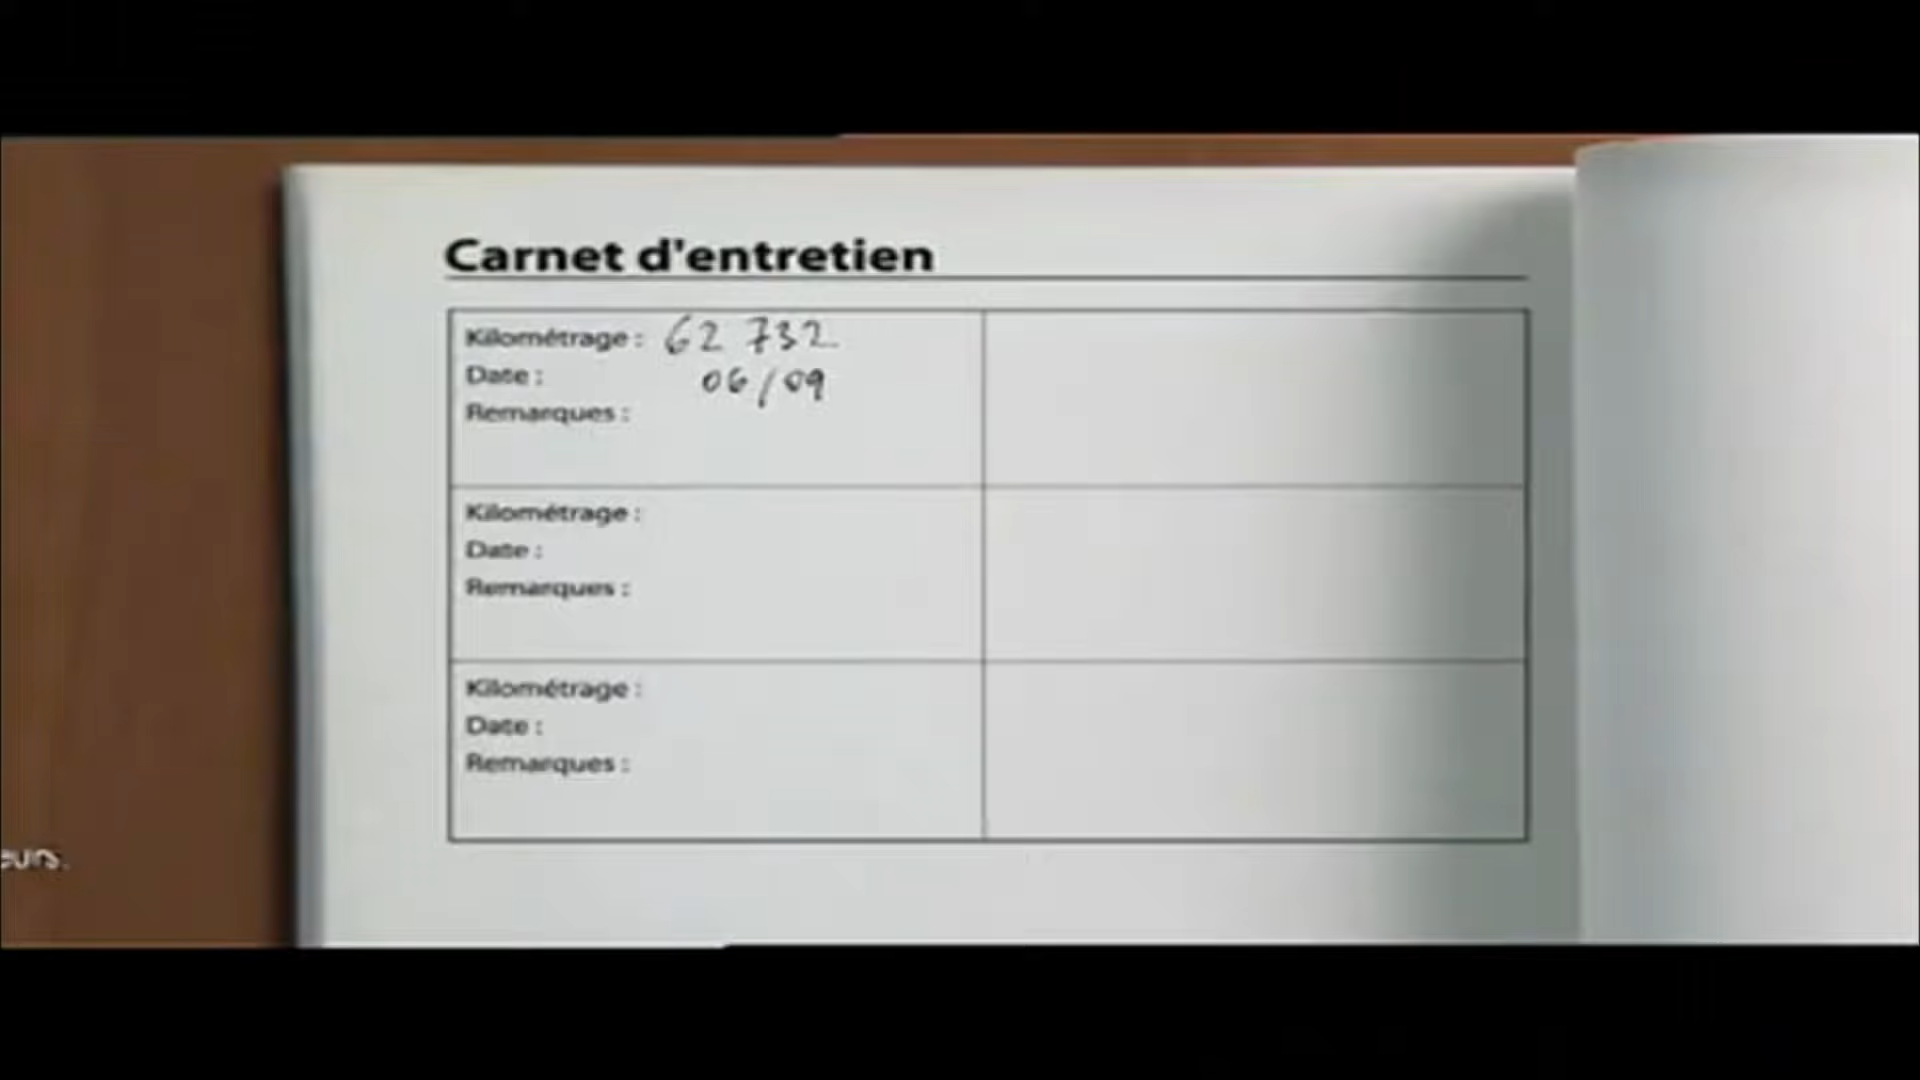 Carnet d'entretien
Kilométrage : 62 732
Date : 06/09
Remarques :
Kilométrage :
Date :
Remarques :
Kilométrage :
Date :
Remarques :